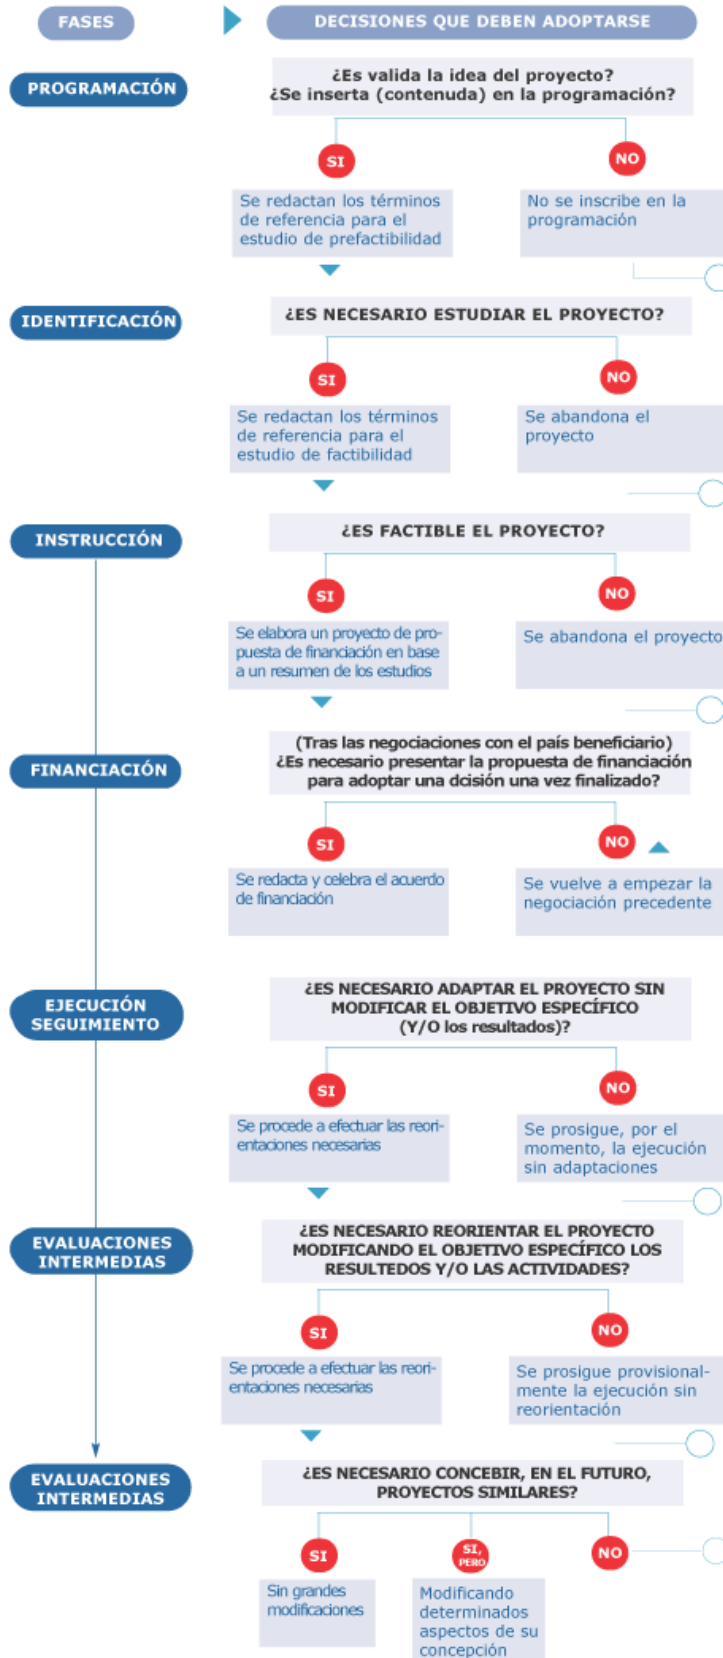 FASES
DECISIONES QUE DEBEN ADOPTARSE
PROGRAMACIÓN
¿Es valida la idea del proyecto?
¿Se inserta (contenuda) en la programación?
SI
NO
Se redactan los términos
de referencia para el
estudio de prefactibilidad
No se inscribe en la
programación
IDENTIFICACIÓN
¿ES NECESARIO ESTUDIAR EL PROYECTO?
SI
NO
Se redactan los términos
de referencia para el
estudio de factibilidad
Se abandona el
proyecto
INSTRUCCIÓN
¿ES FACTIBLE EL PROYECTO?
SI
NO
Se elabora un proyecto de pro-
puesta de financiación en base
a un resumen de los estudios
Se abandona el proyecto
FINANCIACIÓN
(Tras las negociaciones con el país beneficiario)
¿Es necesario presentar la propuesta de financiación
para adoptar una dcisión una vez finalizado?
SI
NO
Se redacta y celebra el acuerdo
de financiación
Se vuelve a empezar la
negociación precedente
EJECUCIÓN
SEGUIMIENTO
¿ES NECESARIO ADAPTAR EL PROYECTO SIN
MODIFICAR EL OBJETIVO ESPECÍFICO
(Y/O los resultados)?
SI
NO
Se procede a efectuar las reori-
entaciones necesarias
Se prosigue, por el
momento, la ejecución
sin adaptaciones
EVALUACIONES
INTERMEDIAS
¿ES NECESARIO REORIENTAR EL PROYECTO
MODIFICANDO EL OBJETIVO ESPECÍFICO LOS
RESULTEDOS Y/O LAS ACTIVIDADES?
SI
NO
Se procede a efectuar las reori-
entaciones necesarias
Se prosigue provisional-
mente la ejecución sin
reorientación
EVALUACIONES
INTERMEDIAS
¿ES NECESARIO CONCEBIR, EN EL FUTURO,
PROYECTOS SIMILARES?
SI
SI,
PERO
NO
Sin grandes
modificaciones
Modificando
determinados
aspectos de su
concepción